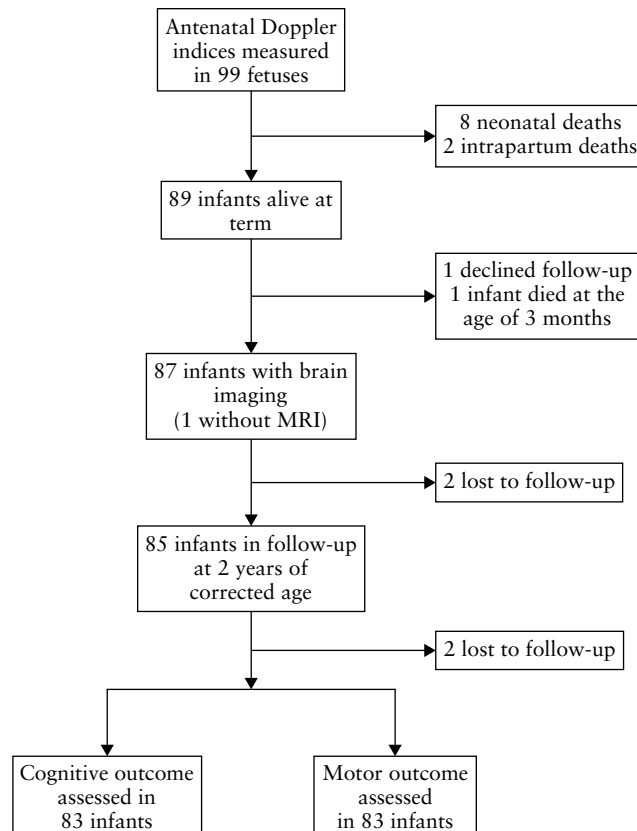 Antenatal Doppler
indices measured
in 99 fetuses
8 neonatal deaths
2 intrapartum deaths
89 infants alive at
term
1 declined follow-up
1 infant died at the
age of 3 months
87 infants with brain
imaging
(1 without MRI)
2 lost to follow-up
85 infants in follow-up
at 2 years of
corrected age
2 lost to follow-up
Cognitive outcome
assessed in
83 infants
Motor outcome
assessed
in 83 infants